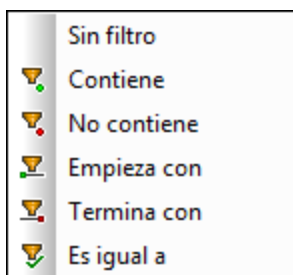 Sin filtro
Contiene
No contiene
Empieza con
Termina con
Es igual a